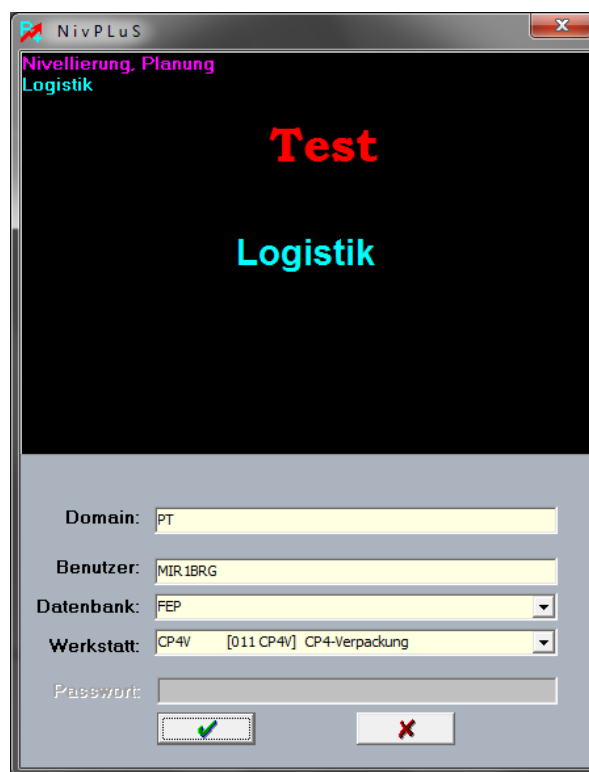 NivPLuS
Nivellierung, Planung
Logistik
Test
Logistik
Domain: PT
Benutzer: MIR1BRG
Datenbank: FEP
Werkstatt: CP4V [011 CP4V] CP4-Verpackung
Passwort: